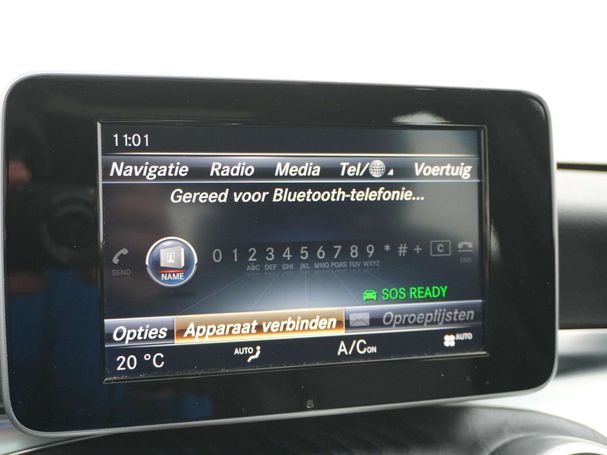 11:01
Navigatie Radio Media Tel/ Voertuig
Gereed voor Bluetooth-telefonie...
SEND NAME 0 1 2 3 4 5 6 7 8 9 * # + C END
ABC DEF GHI JKL MNO PQRS TUV WXYZ
SOS READY
Opties Apparaat verbinden Oproeplijsten
20 °C AUTO A/C ON AUTO